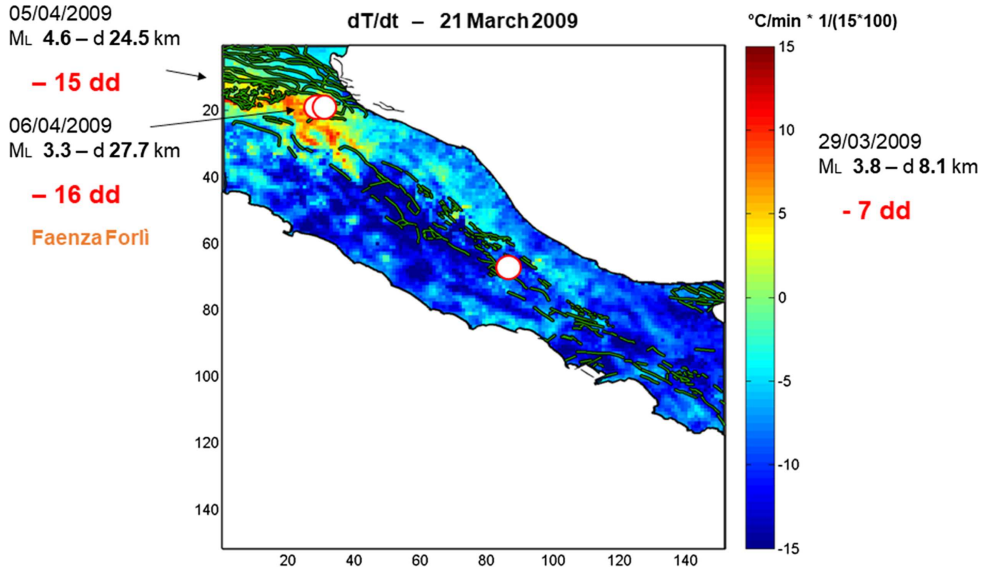 05/04/2009
ML 4.6 – d 24.5 km
– 15 dd
06/04/2009
ML 3.3 – d 27.7 km
– 16 dd
Faenza Forlì
dT/dt – 21 March 2009
20
40
60
80
100
120
140
20
40
60
80
100
120
140
°C/min * 1/(15*100)
15
10
5
0
-5
-10
-15
29/03/2009
ML 3.8 – d 8.1 km
- 7 dd